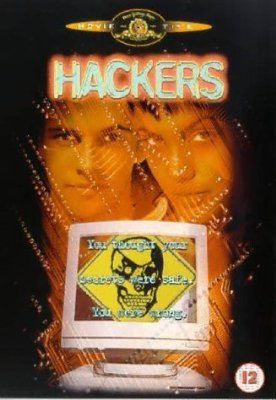 MOVIE TIME
HACKERS
You thought your
secrets were safe.
You were wrong.
12